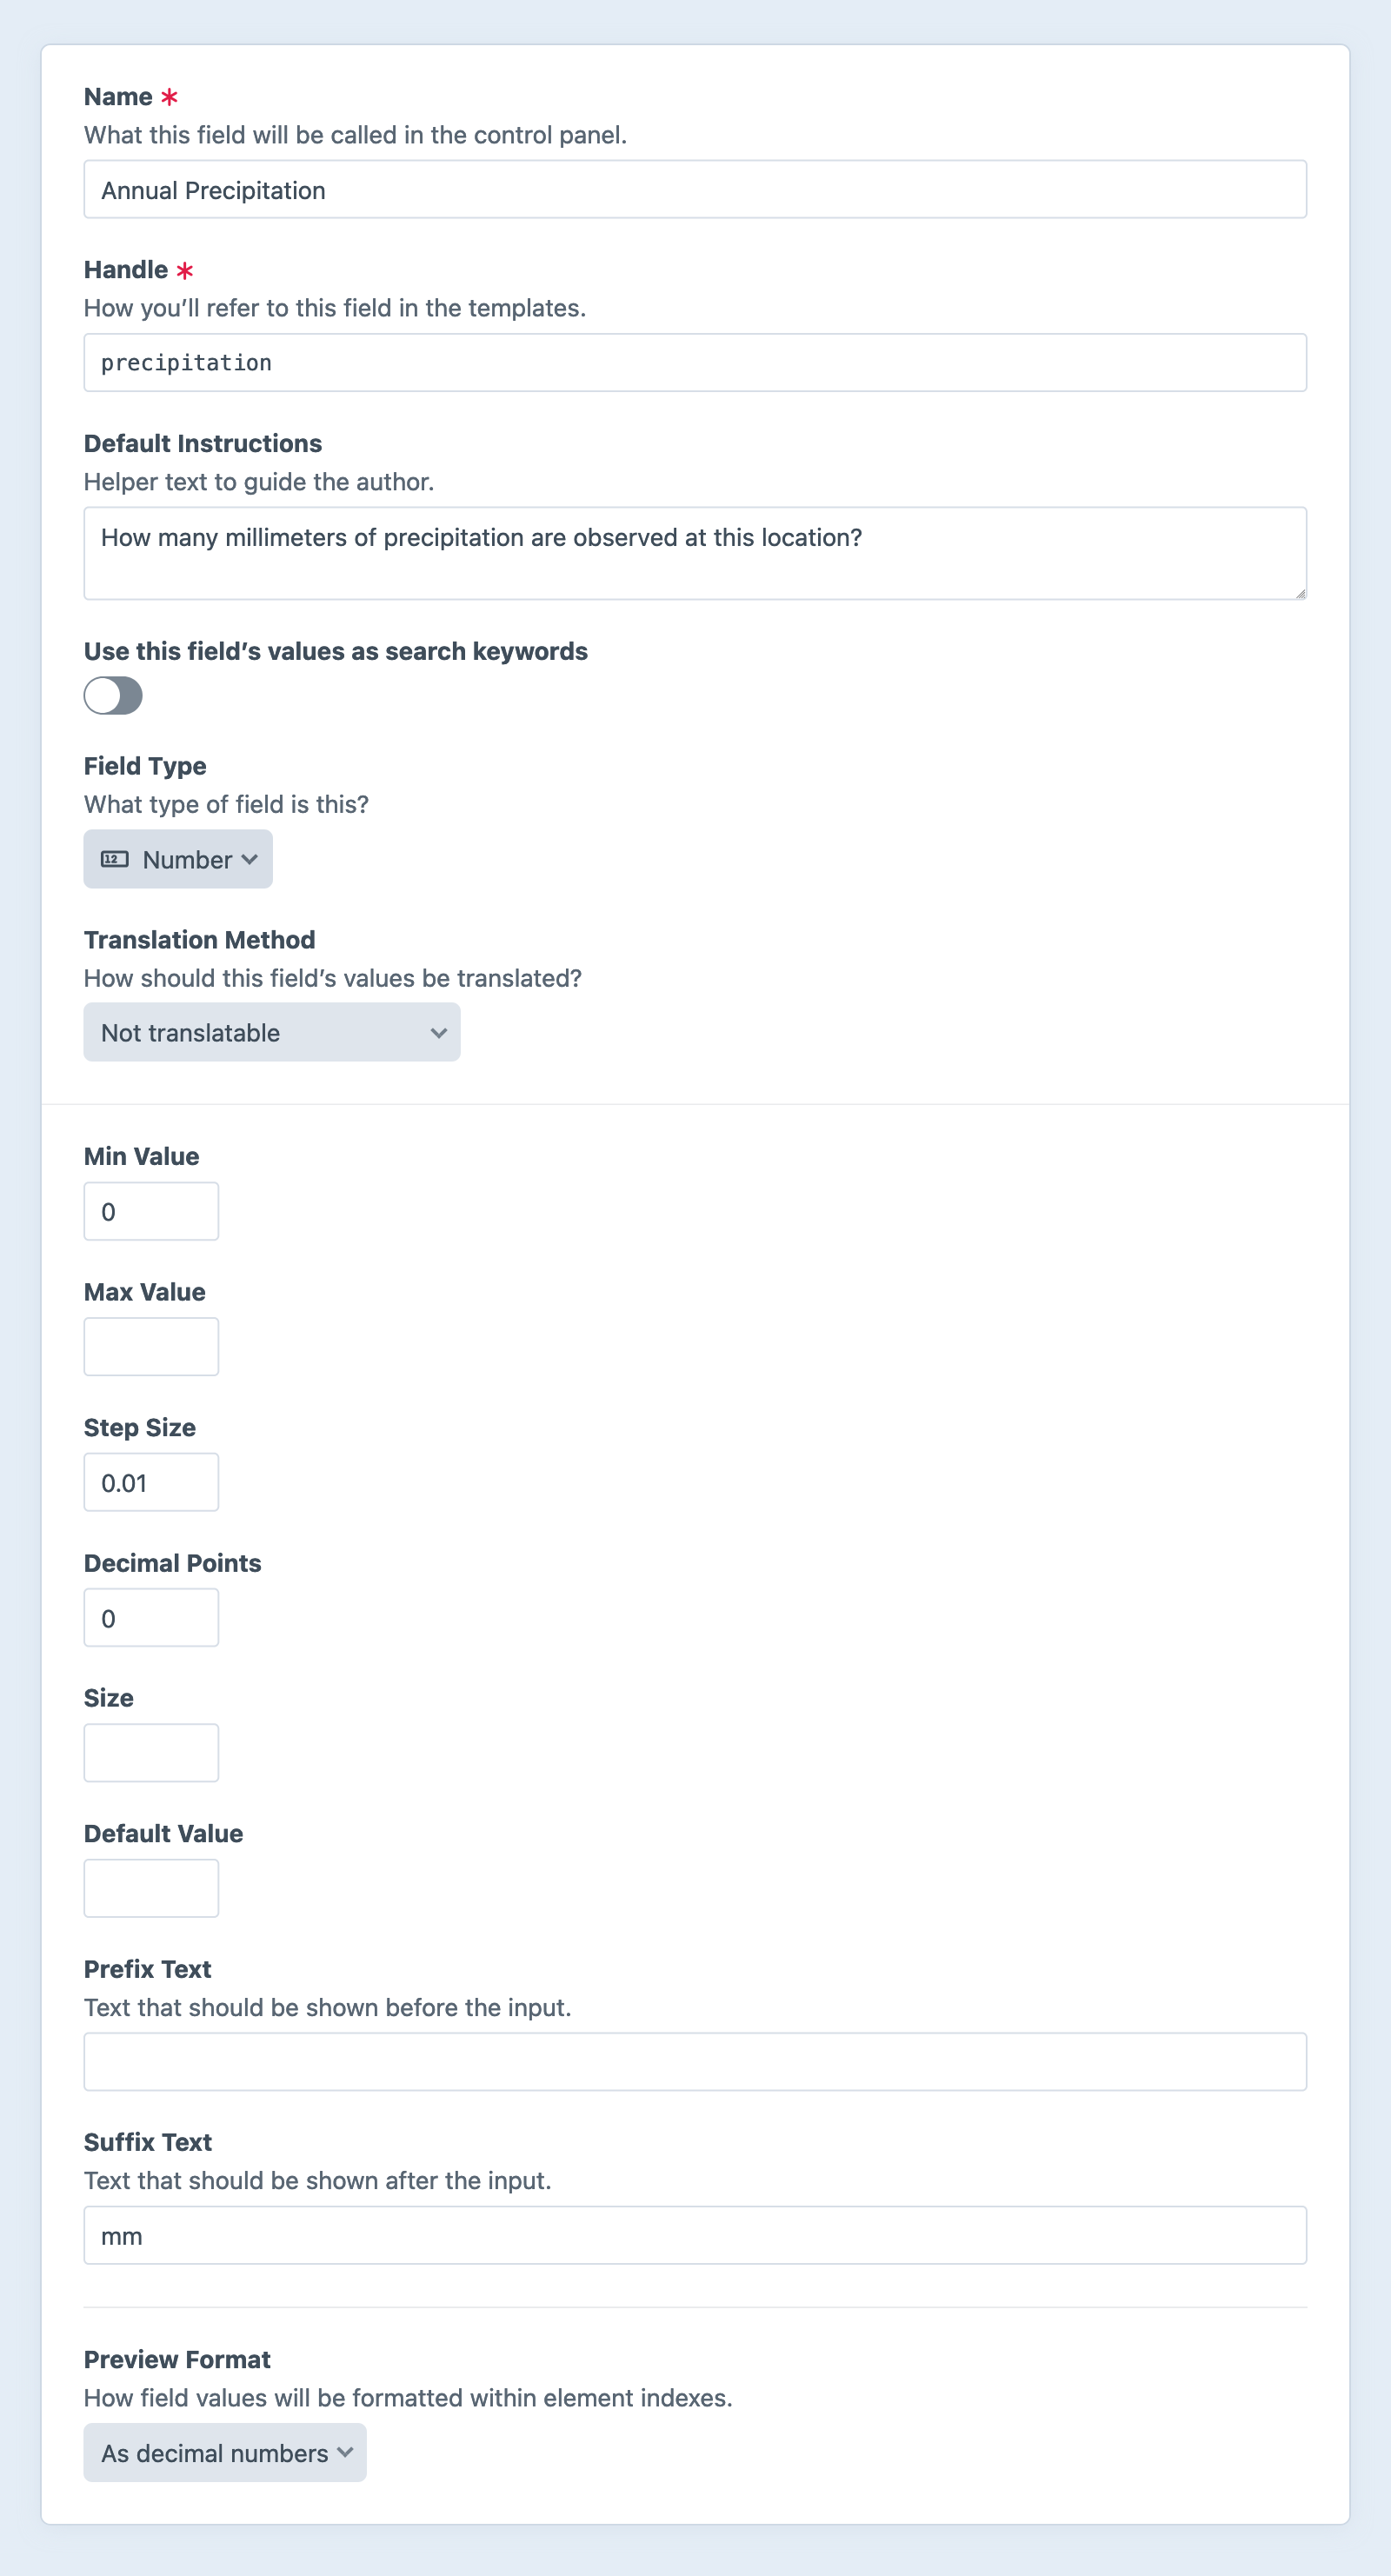 Name *
What this field will be called in the control panel.
Annual Precipitation
Handle *
How you’ll refer to this field in the templates.
precipitation
Default Instructions
Helper text to guide the author.
How many millimeters of precipitation are observed at this location?
Use this field’s values as search keywords
Field Type
What type of field is this?
12 Number
Translation Method
How should this field’s values be translated?
Not translatable
Min Value
0
Max Value
Step Size
0.01
Decimal Points
0
Size
Default Value
Prefix Text
Text that should be shown before the input.
Suffix Text
Text that should be shown after the input.
mm
Preview Format
How field values will be formatted within element indexes.
As decimal numbers